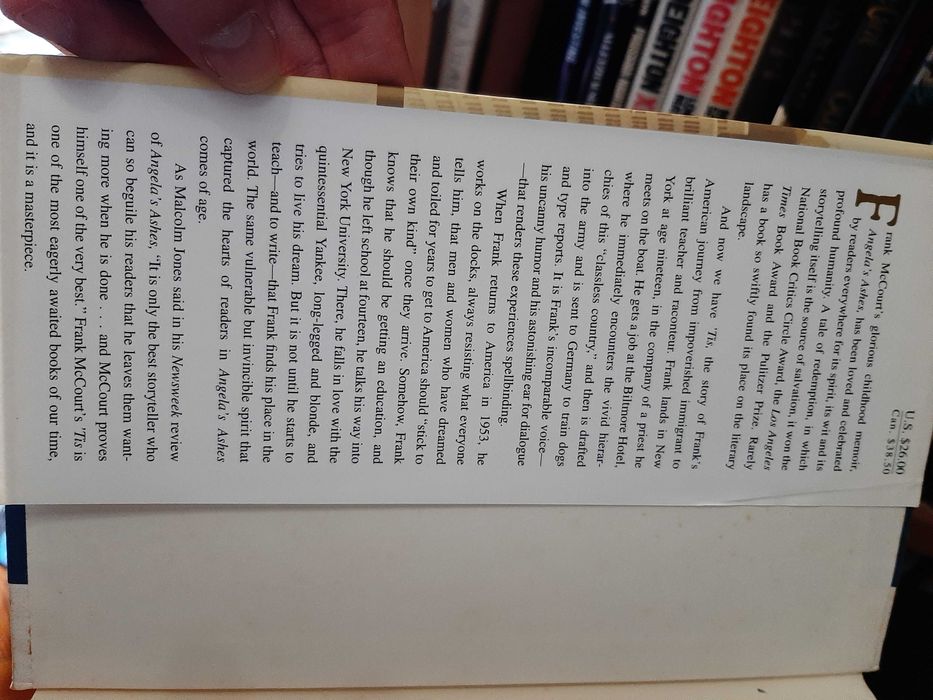 U.S. $26.00
Can. $38.50
Frank McCourt's glorious childhood memoir,
Angela's Ashes, has been loved and celebrated
by readers everywhere for its spirit, its wit and its
profound humanity. A tale of redemption, in which
storytelling itself is the source of salvation, it won the
National Book Critics Circle Award, the Los Angeles
Times Book Award and the Pulitzer Prize. Rarely
has a book so swiftly found its place on the literary
landscape.
And now we have 'Tis, the story of Frank's
American journey from impoverished immigrant to
brilliant teacher and raconteur. Frank lands in New
York at age nineteen, in the company of a priest he
meets on the boat. He gets a job at the Biltmore Hotel,
where he immediately encounters the vivid hierar-
chies of this "classless country," and then is drafted
into the army and is sent to Germany to train dogs
and type reports. It is Frank's incomparable voice—
his uncanny humor and his astonishing ear for dialogue
—that renders these experiences spellbinding.
When Frank returns to America in 1953, he
works on the docks, always resisting what everyone
tells him, that men and women who have dreamed
and toiled for years to get to America should "stick to
their own kind" once they arrive. Somehow, Frank
knows that he should be getting an education, and
though he left school at fourteen, he talks his way into
New York University. There, he falls in love with the
quintessential Yankee, long-legged and blonde, and
tries to live his dream. But it is not until he starts to
teach—and to write—that Frank finds his place in the
world. The same vulnerable but invincible spirit that
captured the hearts of readers in Angela's Ashes
comes of age.
As Malcolm Jones said in his Newsweek review
of Angela's Ashes, "It is only the best storyteller who
can so beguile his readers that he leaves them want-
ing more when he is done . . . and McCourt proves
himself one of the very best." Frank McCourt's 'Tis is
one of the most eagerly awaited books of our time,
and it is a masterpiece.
EIGHTON